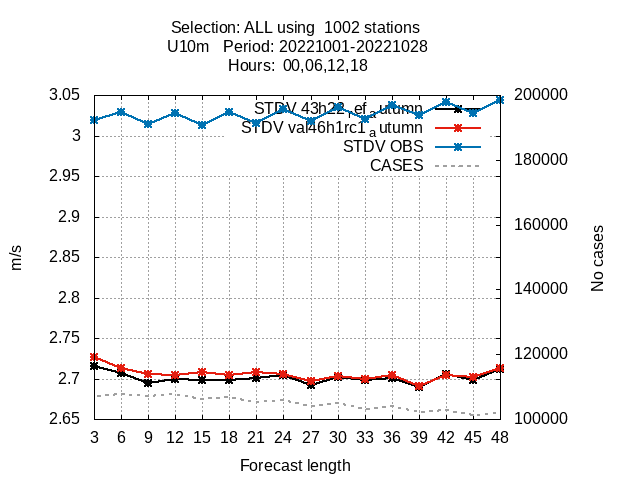 Selection: ALL using  1002 stations
U10m   Period: 20221001-20221028
Hours:  00,06,12,18
3.05
3
2.95
2.9
2.85
2.8
2.75
2.7
2.65
m/s
STDV val46h1rc1autumn
STDV OBS
CASES
200000
180000
160000
140000
120000
100000
No cases
3 6 9 12 15 18 21 24 27 30 33 36 39 42 45 48
Forecast length